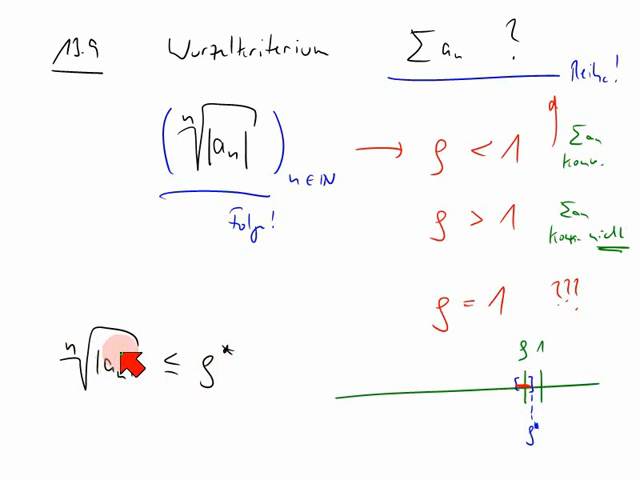 13.9 Wurzelkriterium ∑ aₙ ?
Reihe!
( ⁿ√|aₙ| ) n∈ℕ → ρ < 1 ∑aₙ konv.
Folge!
ρ > 1 ∑aₙ konv. nicht
ρ = 1 ???
ⁿ√|aₙ| ≤ ρ*
ρ 1
ρ*